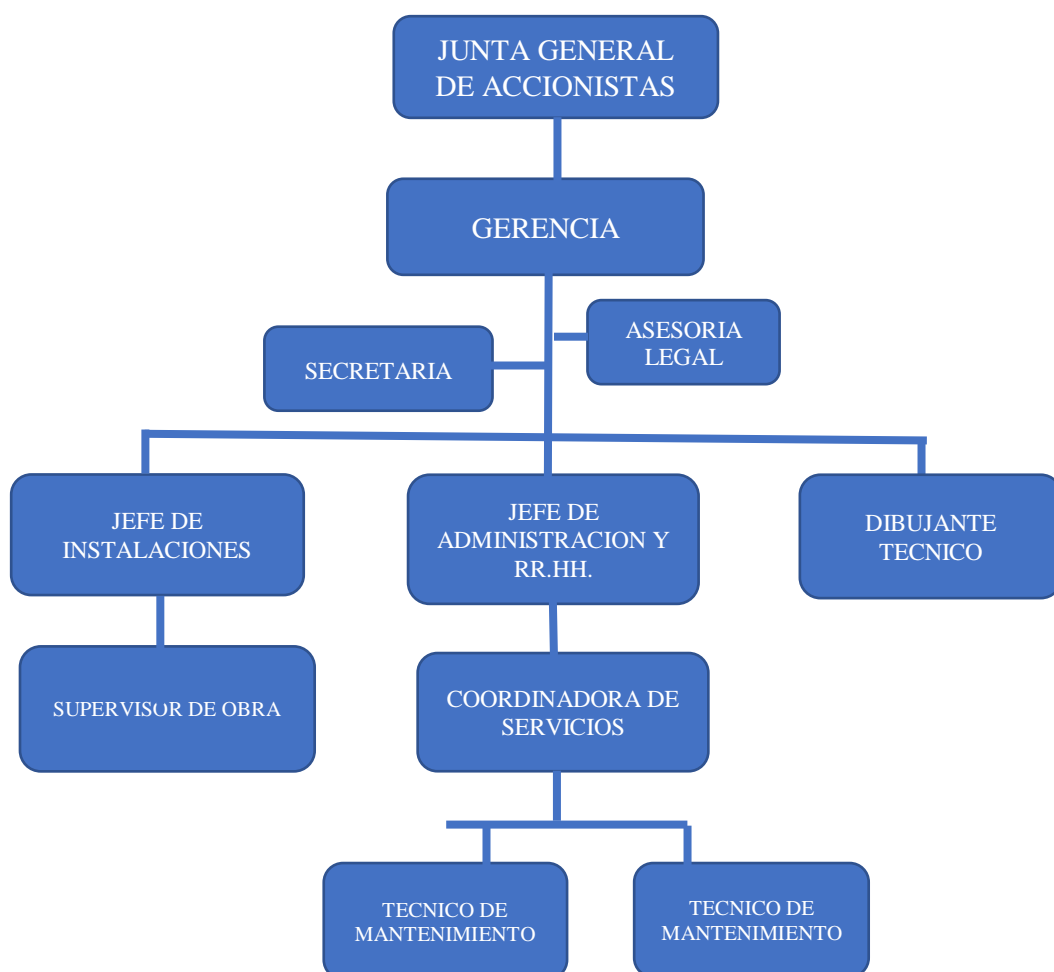 JUNTA GENERAL
DE ACCIONISTAS
GERENCIA
ASESORIA
LEGAL
SECRETARIA
JEFE DE
INSTALACIONES
JEFE DE
ADMINISTRACION Y
RR.HH.
DIBUJANTE
TECNICO
SUPERVISOR DE OBRA
COORDINADORA DE
SERVICIOS
TECNICO DE
MANTENIMIENTO
TECNICO DE
MANTENIMIENTO